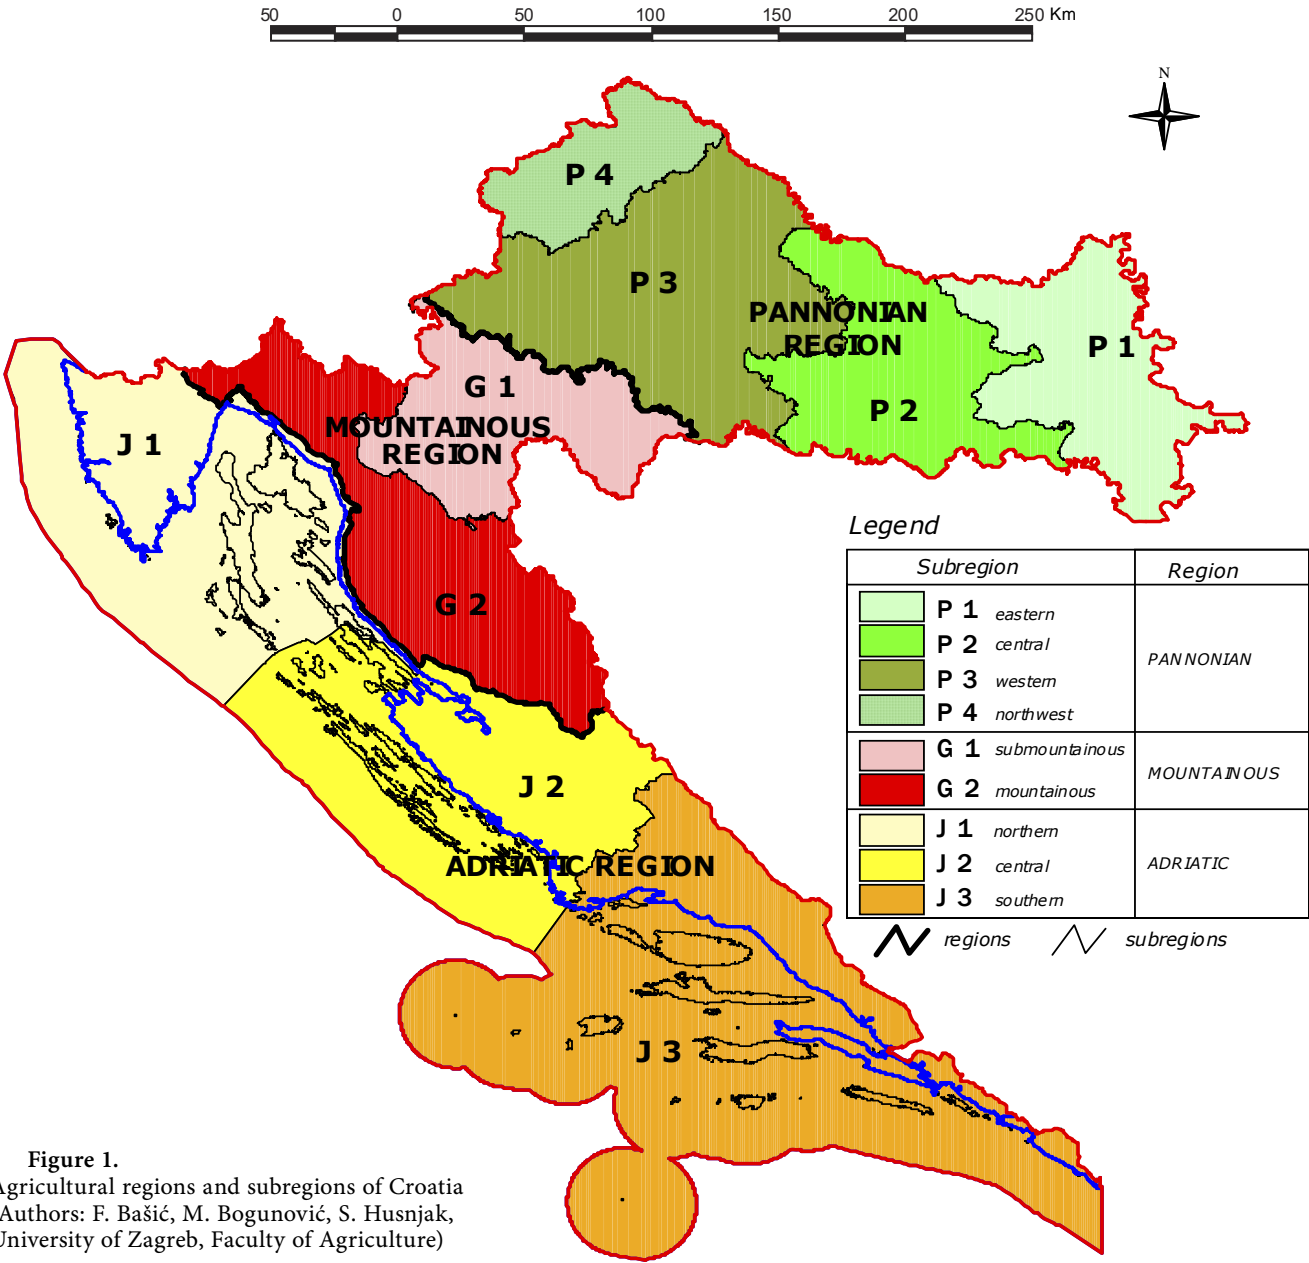 50 0 50 100 150 200 250 Km
N
P 4
P 3
PANNONIAN
REGION
P 1
P 2
G 1
MOUNTAINOUS
REGION
J 1
G 2
J 2
ADRIATIC REGION
J 3
Legend
Subregion Region
P 1 eastern
P 2 central
P 3 western
P 4 northwest
PANNONIAN
G 1 submountainous
G 2 mountainous
MOUNTAINOUS
J 1 northern
J 2 central
J 3 southern
ADRIATIC
regions subregions
Figure 1.
Agricultural regions and subregions of Croatia
Authors: F. Bašić, M. Bogunović, S. Husnjak,
University of Zagreb, Faculty of Agriculture)